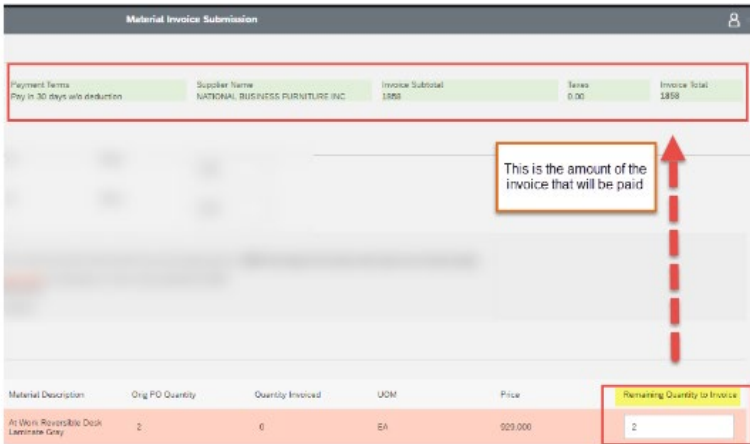 Material Invoice Submission
Payment Terms Supplier Name Invoice Subtotal Taxes Invoice Total
Pay in 30 days w/o deduction NATIONAL BUSINESS FURNITURE INC 1858 0.00 1858
This is the amount of the
invoice that will be paid
Material Description Orig PO Quantity Quantity Invoiced UOM Price Remaining Quantity to Invoice
At Work Reversible Desk
Laminate Gray 2 0 EA 929.000 2